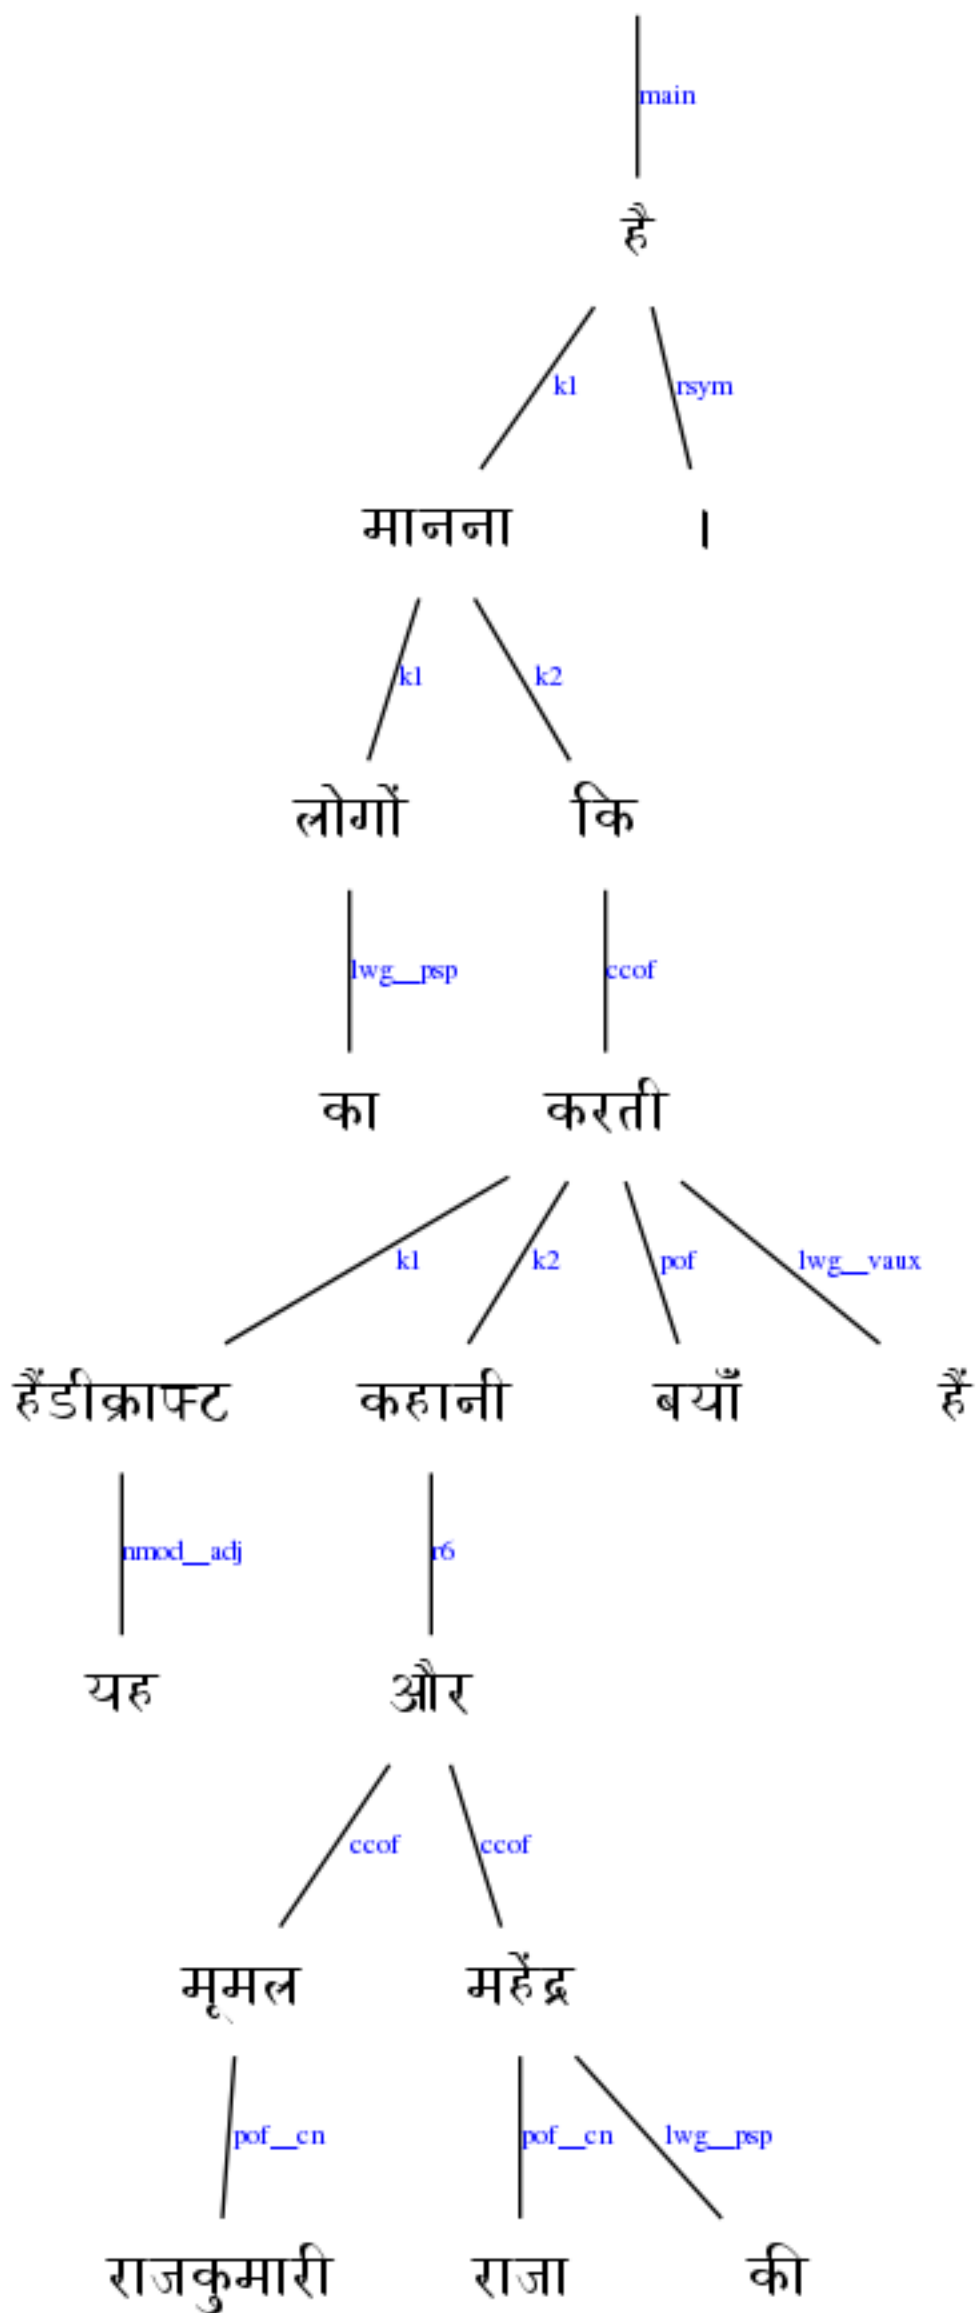 main
है
k1 rsym
मानना ।
k1 k2
लोगों कि
lwg__psp ccof
का करती
k1 k2 pof lwg__vaux
हैंडीक्राफ्ट कहानी बयाँ हैं
nmod__adj r6
यह और
ccof ccof
मूमल महेंद्र
pof__cn pof__cn lwg__psp
राजकुमारी राजा की